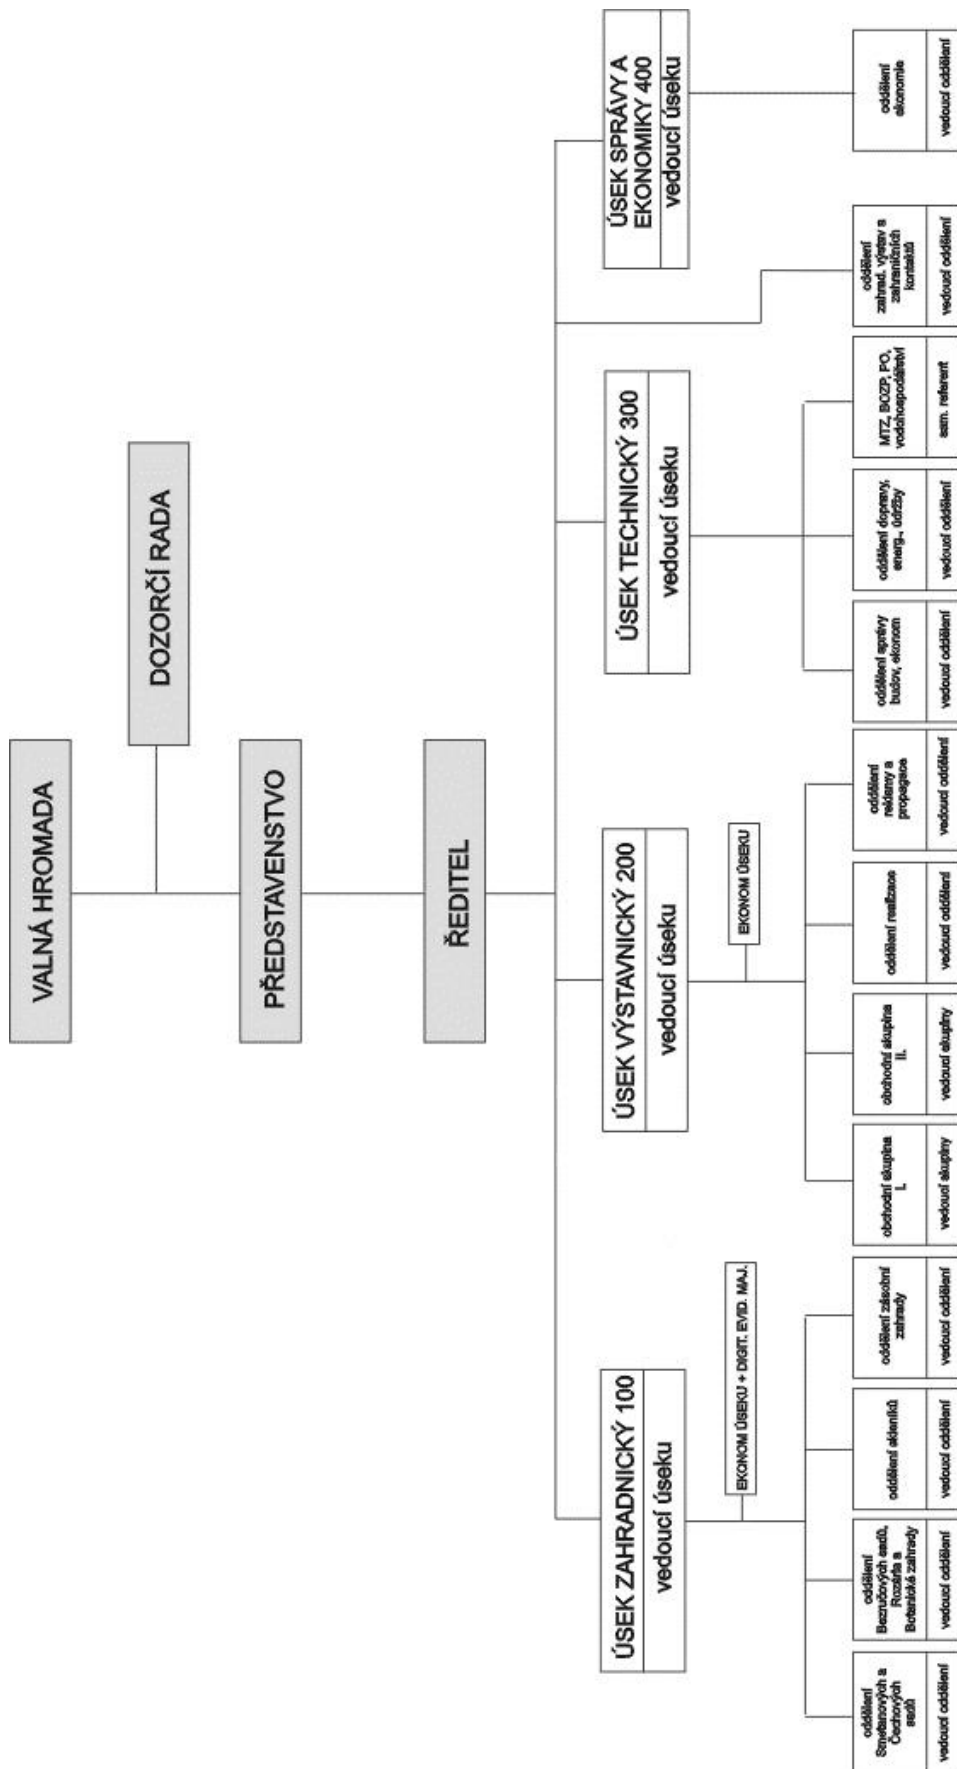 VALNÁ HROMADA
DOZORČÍ RADA
PŘEDSTAVENSTVO
ŘEDITEL
ÚSEK ZAHRADNICKÝ 100
vedoucí úseku
ÚSEK VÝSTAVNICKÝ 200
vedoucí úseku
ÚSEK TECHNICKÝ 300
vedoucí úseku
ÚSEK SPRÁVY A
EKONOMIKY 400
vedoucí úseku
EKONOM ÚSEKU + DIGIT. EVID. MAJ.
EKONOM ÚSEKU
oddělení
Smetanových a
Čechových
sadů
vedoucí oddělení
oddělení
Bezručových sadů,
Rozária a
Botanické zahrady
vedoucí oddělení
oddělení skleníků
vedoucí oddělení
oddělení zásobní
zahrady
vedoucí oddělení
obchodní skupina
I.
vedoucí skupiny
obchodní skupina
II.
vedoucí skupiny
oddělení realizace
vedoucí oddělení
oddělení
reklamy a
propagace
vedoucí oddělení
oddělení správy
budov, ekonom
vedoucí oddělení
oddělení dopravy,
energ., údržby
vedoucí oddělení
MTZ, BOZP, PO,
vodohospodářství
sam. referent
oddělení
zahrad. výstav a
zahraničních
kontaktů
vedoucí oddělení
oddělení
ekonomie
vedoucí oddělení